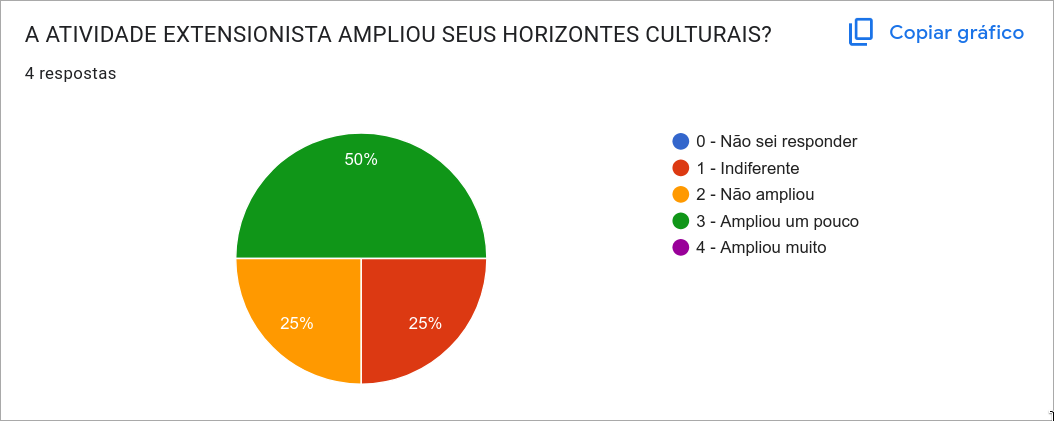 A ATIVIDADE EXTENSIONISTA AMPLIOU SEUS HORIZONTES CULTURAIS?
Copiar gráfico
4 respostas
50%
25%
25%
0 - Não sei responder
1 - Indiferente
2 - Não ampliou
3 - Ampliou um pouco
4 - Ampliou muito